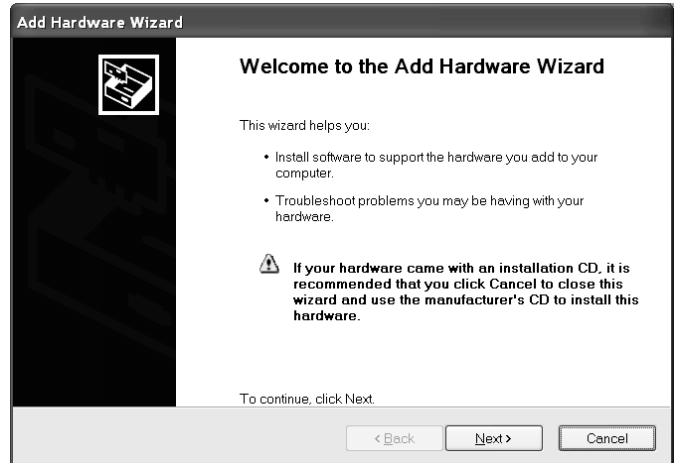 Add Hardware Wizard
Welcome to the Add Hardware Wizard
This wizard helps you:
• Install software to support the hardware you add to your
computer.
• Troubleshoot problems you may be having with your
hardware.
If your hardware came with an installation CD, it is
recommended that you click Cancel to close this
wizard and use the manufacturer's CD to install this
hardware.
To continue, click Next.
< Back Next > Cancel